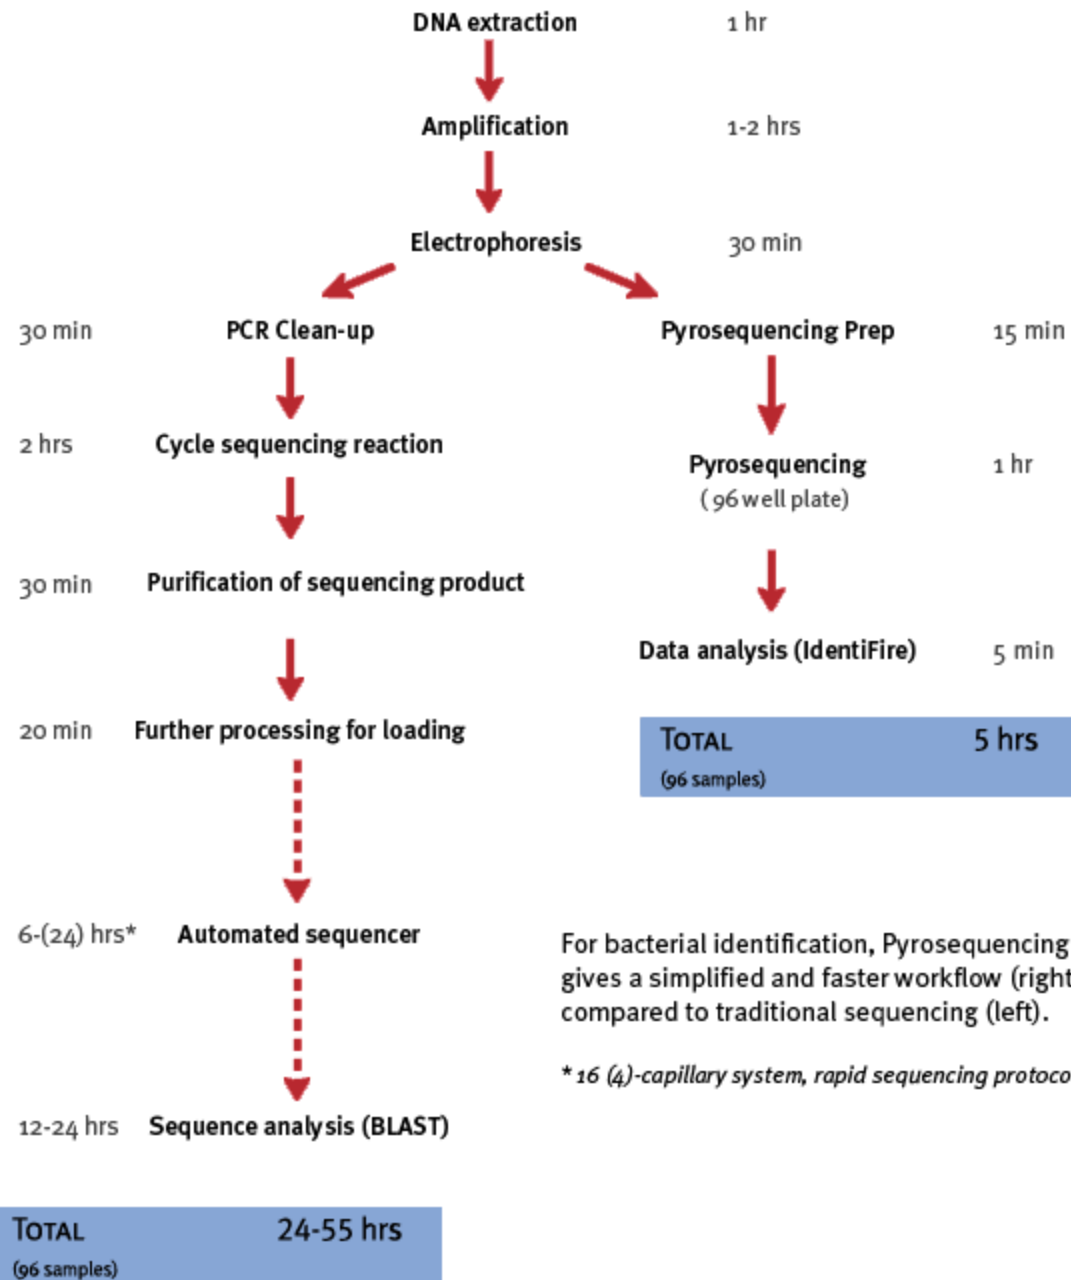 DNA extraction 1 hr
Amplification 1-2 hrs
Electrophoresis 30 min
30 min PCR Clean-up
2 hrs Cycle sequencing reaction
30 min Purification of sequencing product
20 min Further processing for loading
6-(24) hrs* Automated sequencer
12-24 hrs Sequence analysis (BLAST)
TOTAL 24-55 hrs
(96 samples)
Pyrosequencing Prep 15 min
Pyrosequencing 1 hr
( 96 well plate)
Data analysis (IdentiFire) 5 min
TOTAL 5 hrs
(96 samples)
For bacterial identification, Pyrosequencing
gives a simplified and faster workflow (right
compared to traditional sequencing (left).
* 16 (4)-capillary system, rapid sequencing protoco